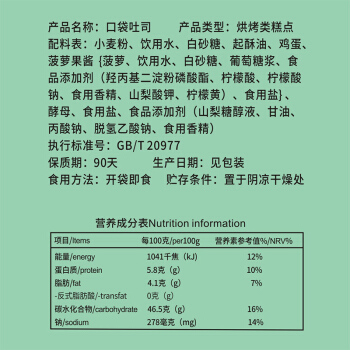 产品名称：口袋吐司 产品类型：烘烤类糕点
配料表：小麦粉、饮用水、白砂糖、起酥油、鸡蛋、
菠萝果酱{菠萝、饮用水、白砂糖、葡萄糖浆、食
品添加剂（羟丙基二淀粉磷酸酯、柠檬酸、柠檬酸
钠、食用香精、山梨酸钾、柠檬黄）、食用盐}、
酵母、食用盐、食品添加剂（山梨糖醇液、甘油、
丙酸钠、脱氢乙酸钠、食用香精）
执行标准号：GB/T 20977
保质期：90天 生产日期：见包装
食用方法：开袋即食 贮存条件：置于阴凉干燥处
营养成分表Nutrition information
项目/Items 每100克/per100g 营养素参考值%/NRV%
能量/energy 1041千焦（kJ) 12%
蛋白质/protein 5.8克（g) 10%
脂肪/fat 4.1克（g) 7%
-反式脂肪酸/-transfat 0克（g)
碳水化合物/carbohydrate 46.5克（g) 16%
钠/sodium 278毫克（mg) 14%